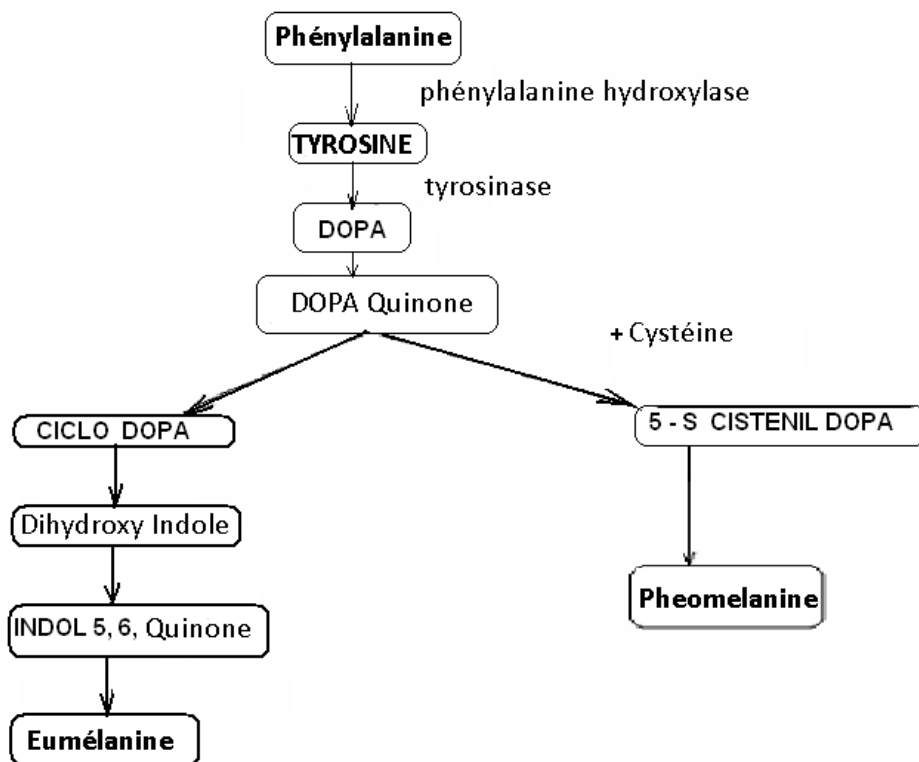 Phénylalanine
phénylalanine hydroxylase
TYROSINE
tyrosinase
DOPA
DOPA Quinone
+ Cystéine
CICLO DOPA
5 - S CISTENIL DOPA
Dihydroxy Indole
Pheomelanine
INDOL 5, 6, Quinone
Eumélanine